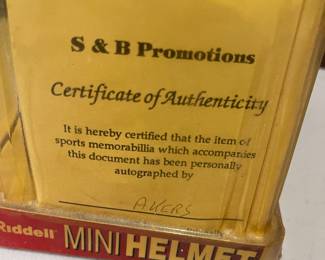 S & B Promotions
Certificate of Authenticity
It is hereby certified that the item of
sports memorabillia which accompanies
this document has been personally
autographed by
AKERS
Riddell MINI HELMET